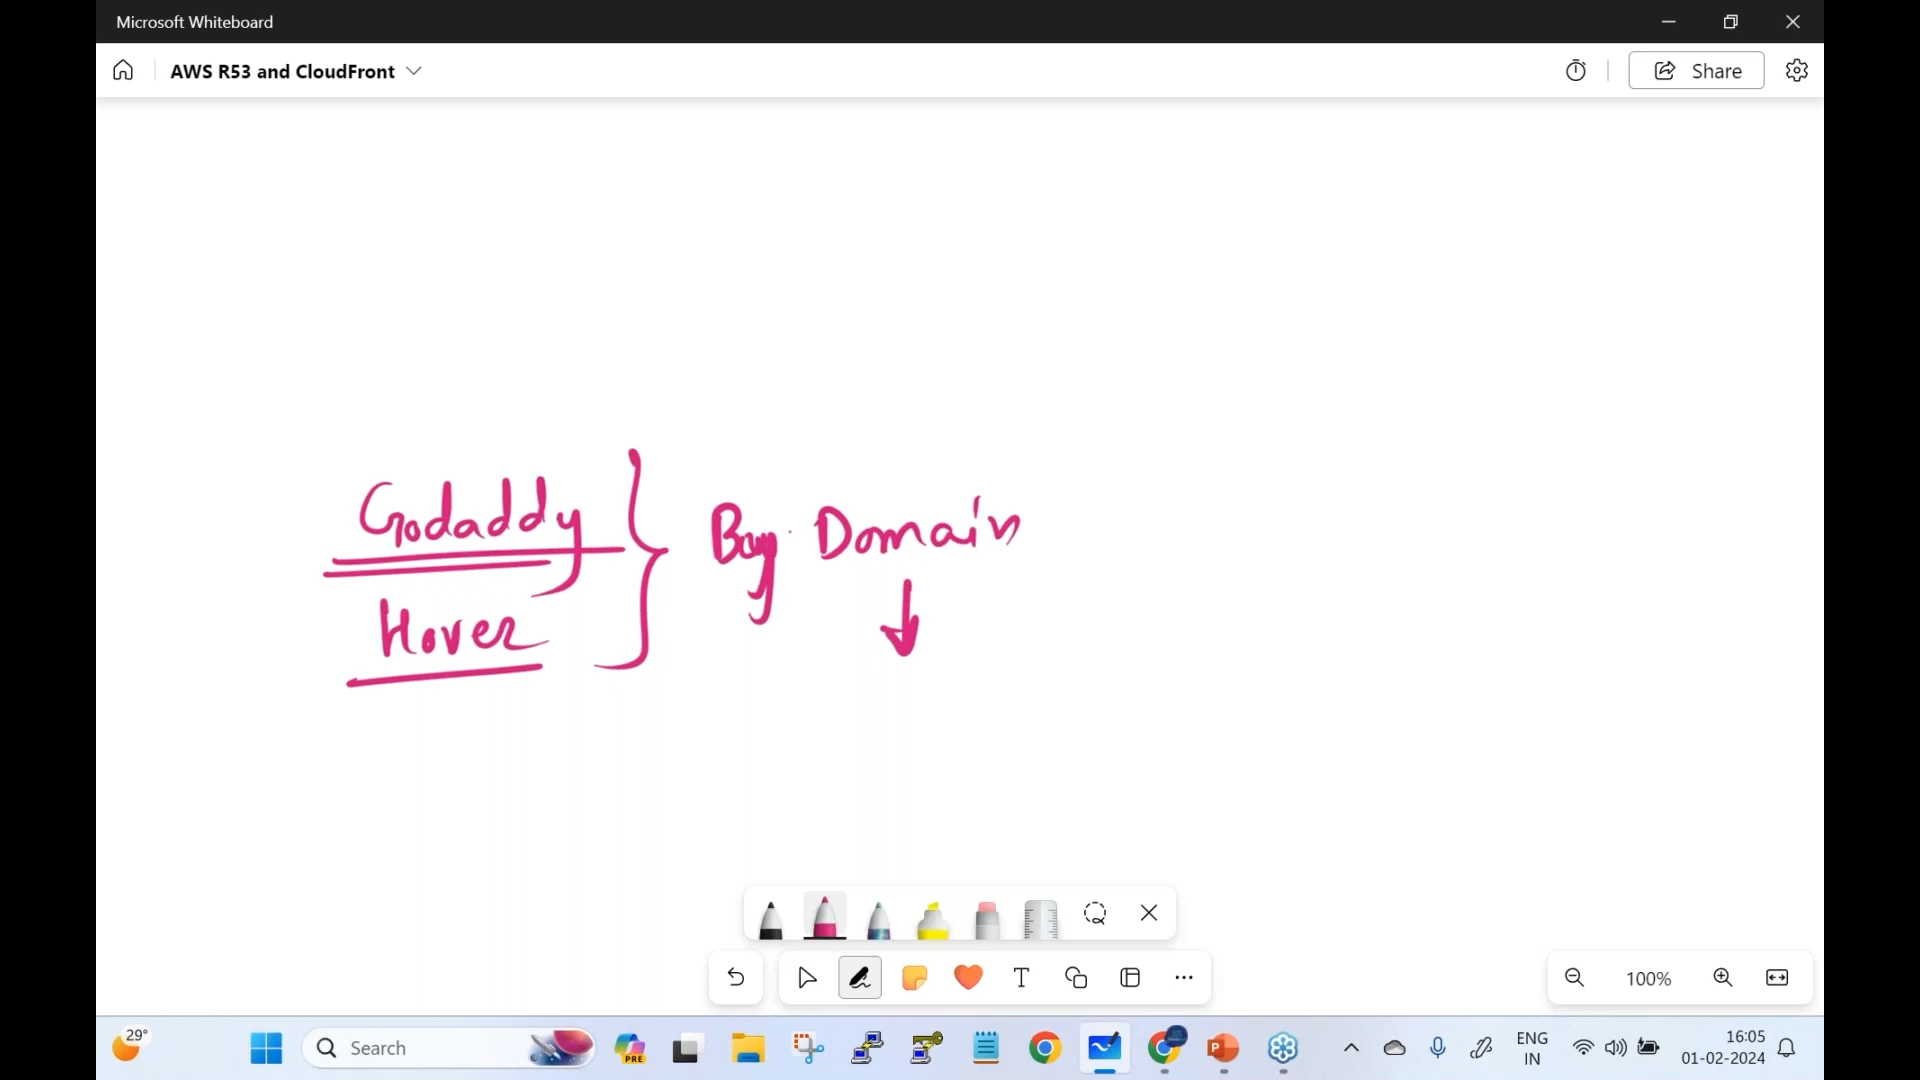 Microsoft Whiteboard
AWS R53 and CloudFront
Share
Godaddy
Hover
Buy Domain
100%
29°
Search
PRE
ENG
IN
16:05
01-02-2024